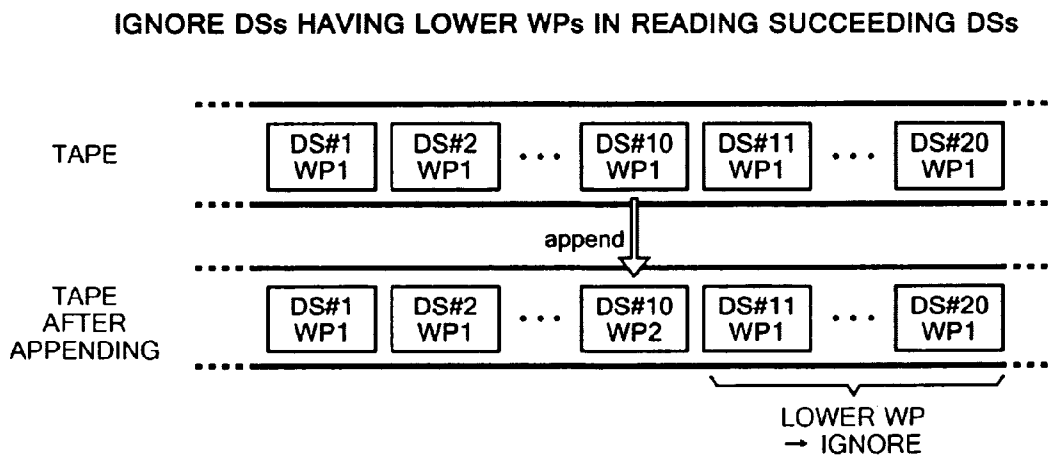 IGNORE DSs HAVING LOWER WPs IN READING SUCCEEDING DSs
TAPE
DS#1 DS#2 DS#10 DS#11 DS#20
WP1 WP1 ... WP1 WP1 ... WP1
append
TAPE
AFTER
APPENDING
DS#1 DS#2 DS#10 DS#11 DS#20
WP1 WP1 ... WP2 WP1 ... WP1
LOWER WP
→ IGNORE